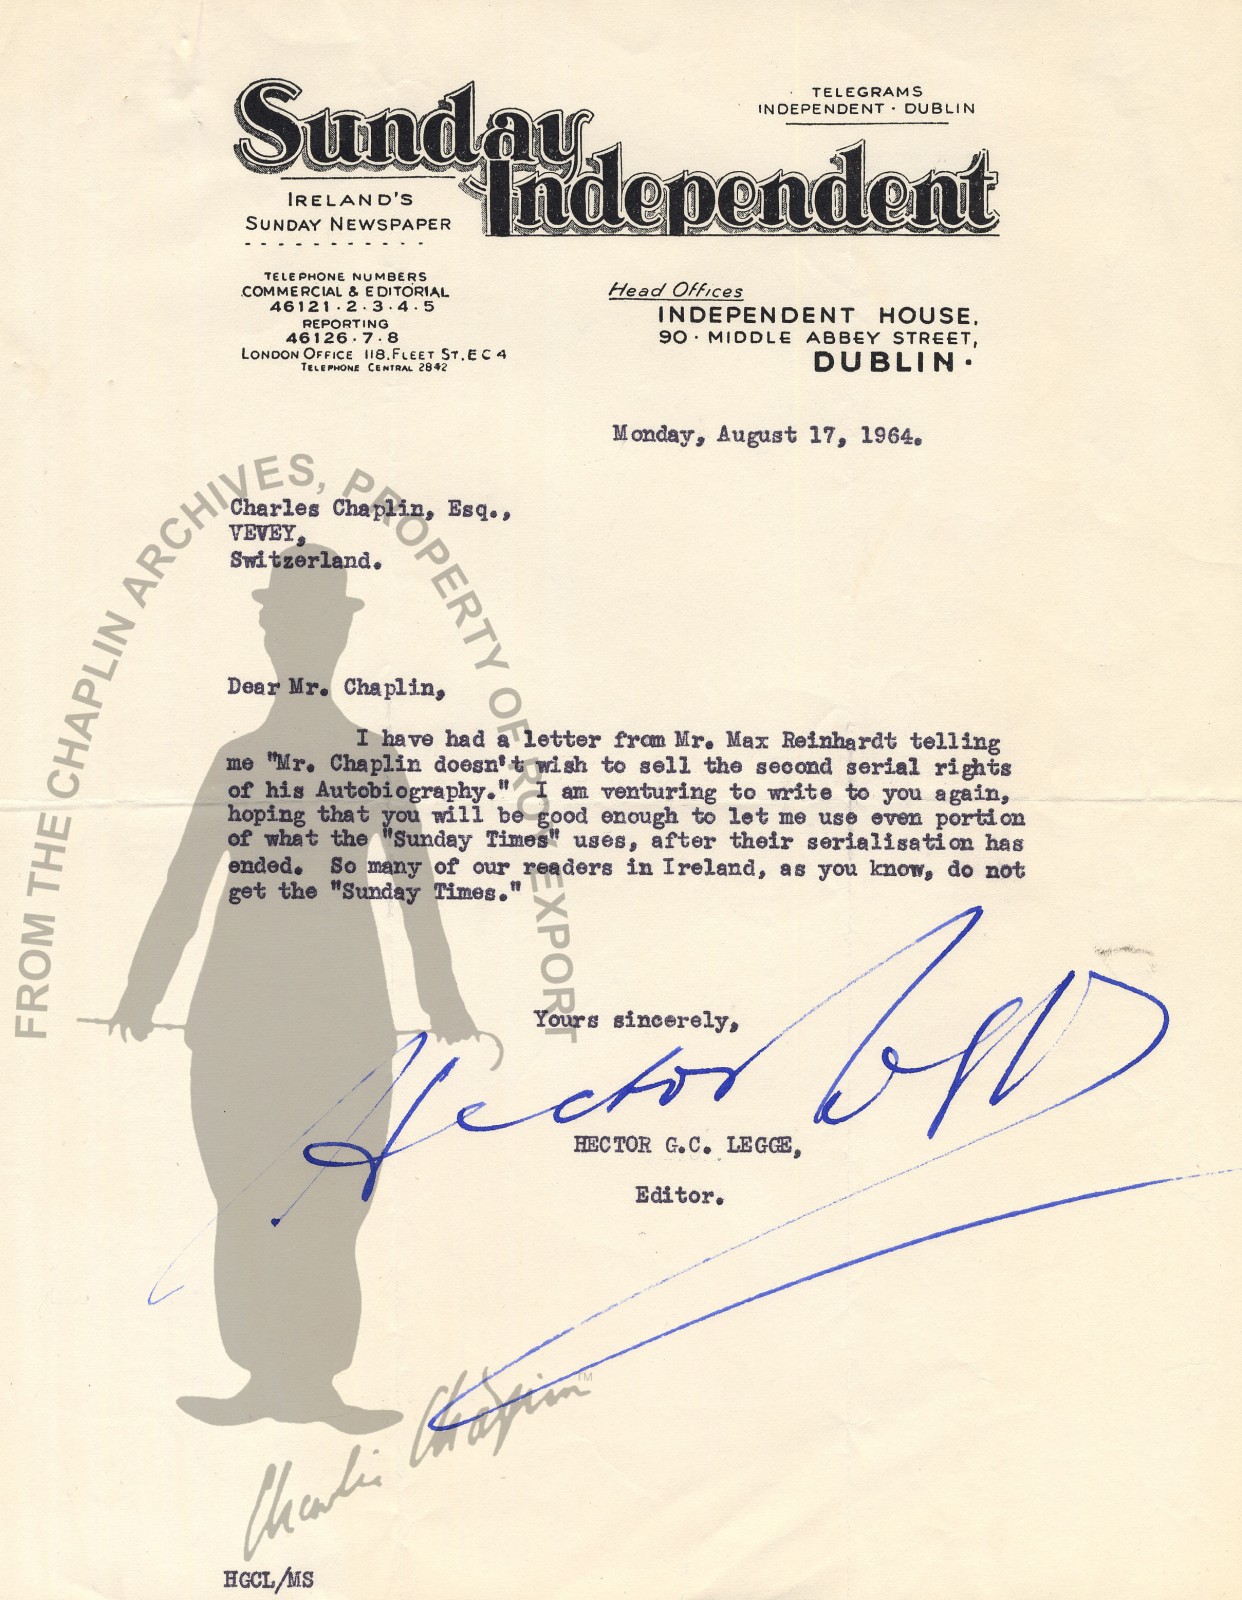 Sunday
Independent
TELEGRAMS
INDEPENDENT · DUBLIN
IRELAND'S
SUNDAY NEWSPAPER
TELEPHONE NUMBERS
COMMERCIAL & EDITORIAL
46121·2·3·4·5
REPORTING
46126·7·8
LONDON OFFICE 118, FLEET ST, E C 4
TELEPHONE CENTRAL 2842
Head Offices
INDEPENDENT HOUSE,
90 · MIDDLE ABBEY STREET,
DUBLIN ·
Monday, August 17, 1964.
Charles Chaplin, Esq.,
VEVEY,
Switzerland.
Dear Mr. Chaplin,
I have had a letter from Mr. Max Reinhardt telling
me "Mr. Chaplin doesn't wish to sell the second serial rights
of his Autobiography." I am venturing to write to you again,
hoping that you will be good enough to let me use even portion
of what the "Sunday Times" uses, after their serialisation has
ended. So many of our readers in Ireland, as you know, do not
get the "Sunday Times."
Yours sincerely,
Hector Legge
HECTOR G.C. LEGGE,
Editor.
HGCL/MS
FROM THE CHAPLIN ARCHIVES, PROPERTY OF ROY EXPORT
Charlie Chaplin TM